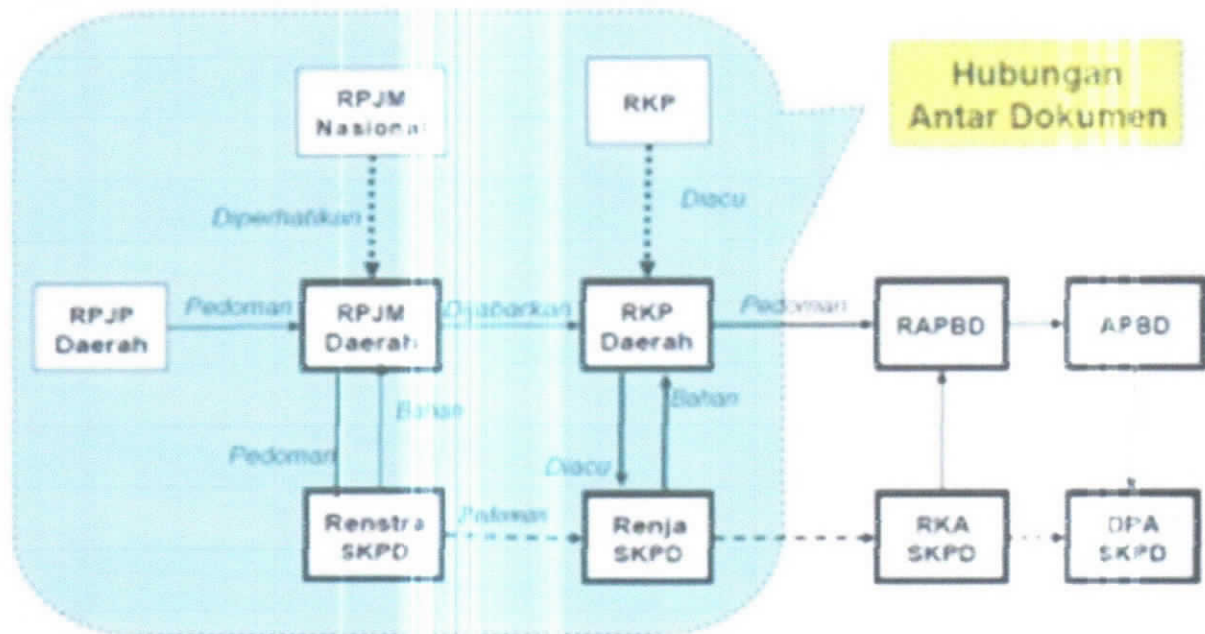 Hubungan
Antar Dokumen
RPJM
Nasional
RKP
Diperhatikan
Diacu
RPJP
Daerah
Pedoman
RPJM
Daerah
Dijabarkan
RKP
Daerah
Pedoman
RAPBD
APBD
Pedoman
Bahan
Diacu
Bahan
Renstra
SKPD
Pedoman
Renja
SKPD
RKA
SKPD
DPA
SKPD